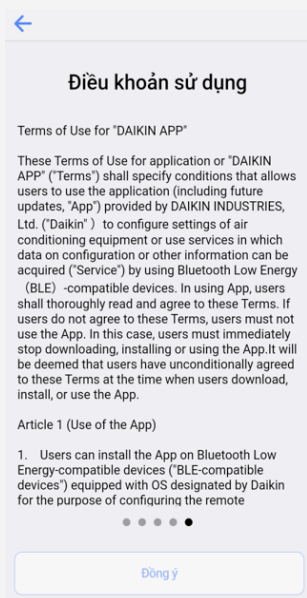 Điều khoản sử dụng
Terms of Use for "DAIKIN APP"
These Terms of Use for application or "DAIKIN
APP" ("Terms") shall specify conditions that allows
users to use the application (including future
updates, "App") provided by DAIKIN INDUSTRIES,
Ltd. ("Daikin" ）to configure settings of air
conditioning equipment or use services in which
data on configuration or other information can be
acquired ("Service") by using Bluetooth Low Energy
（BLE）-compatible devices. In using App, users
shall thoroughly read and agree to these Terms. If
users do not agree to these Terms, users must not
use the App. In this case, users must immediately
stop downloading, installing or using the App.It will
be deemed that users have unconditionally agreed
to these Terms at the time when users download,
install, or use the App.
Article 1 (Use of the App)
1. Users can install the App on Bluetooth Low
Energy-compatible devices ("BLE-compatible
devices") equipped with OS designated by Daikin
for the purpose of configuring the remote
Đồng ý